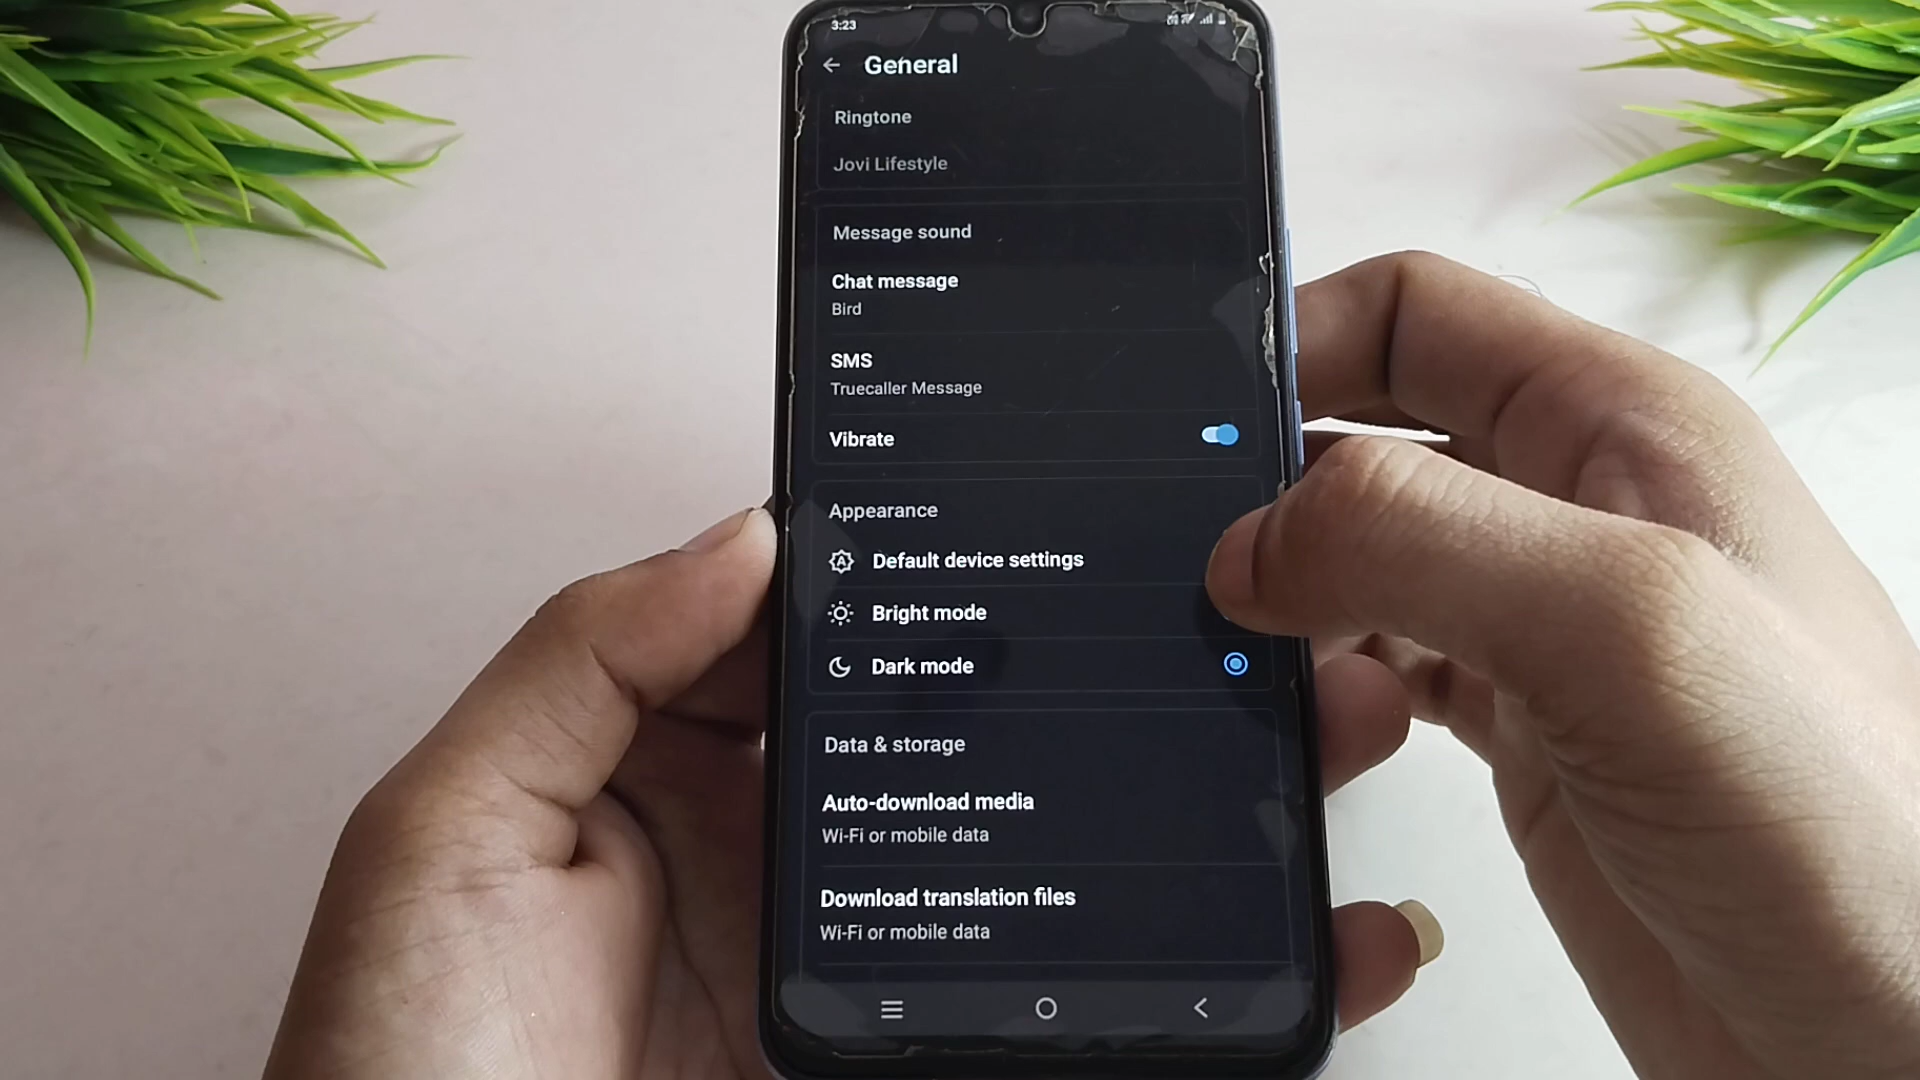 3:23
General
Ringtone
Jovi Lifestyle
Message sound
Chat message
Bird
SMS
Truecaller Message
Vibrate
Appearance
Default device settings
Bright mode
Dark mode
Data & storage
Auto-download media
Wi-Fi or mobile data
Download translation files
Wi-Fi or mobile data